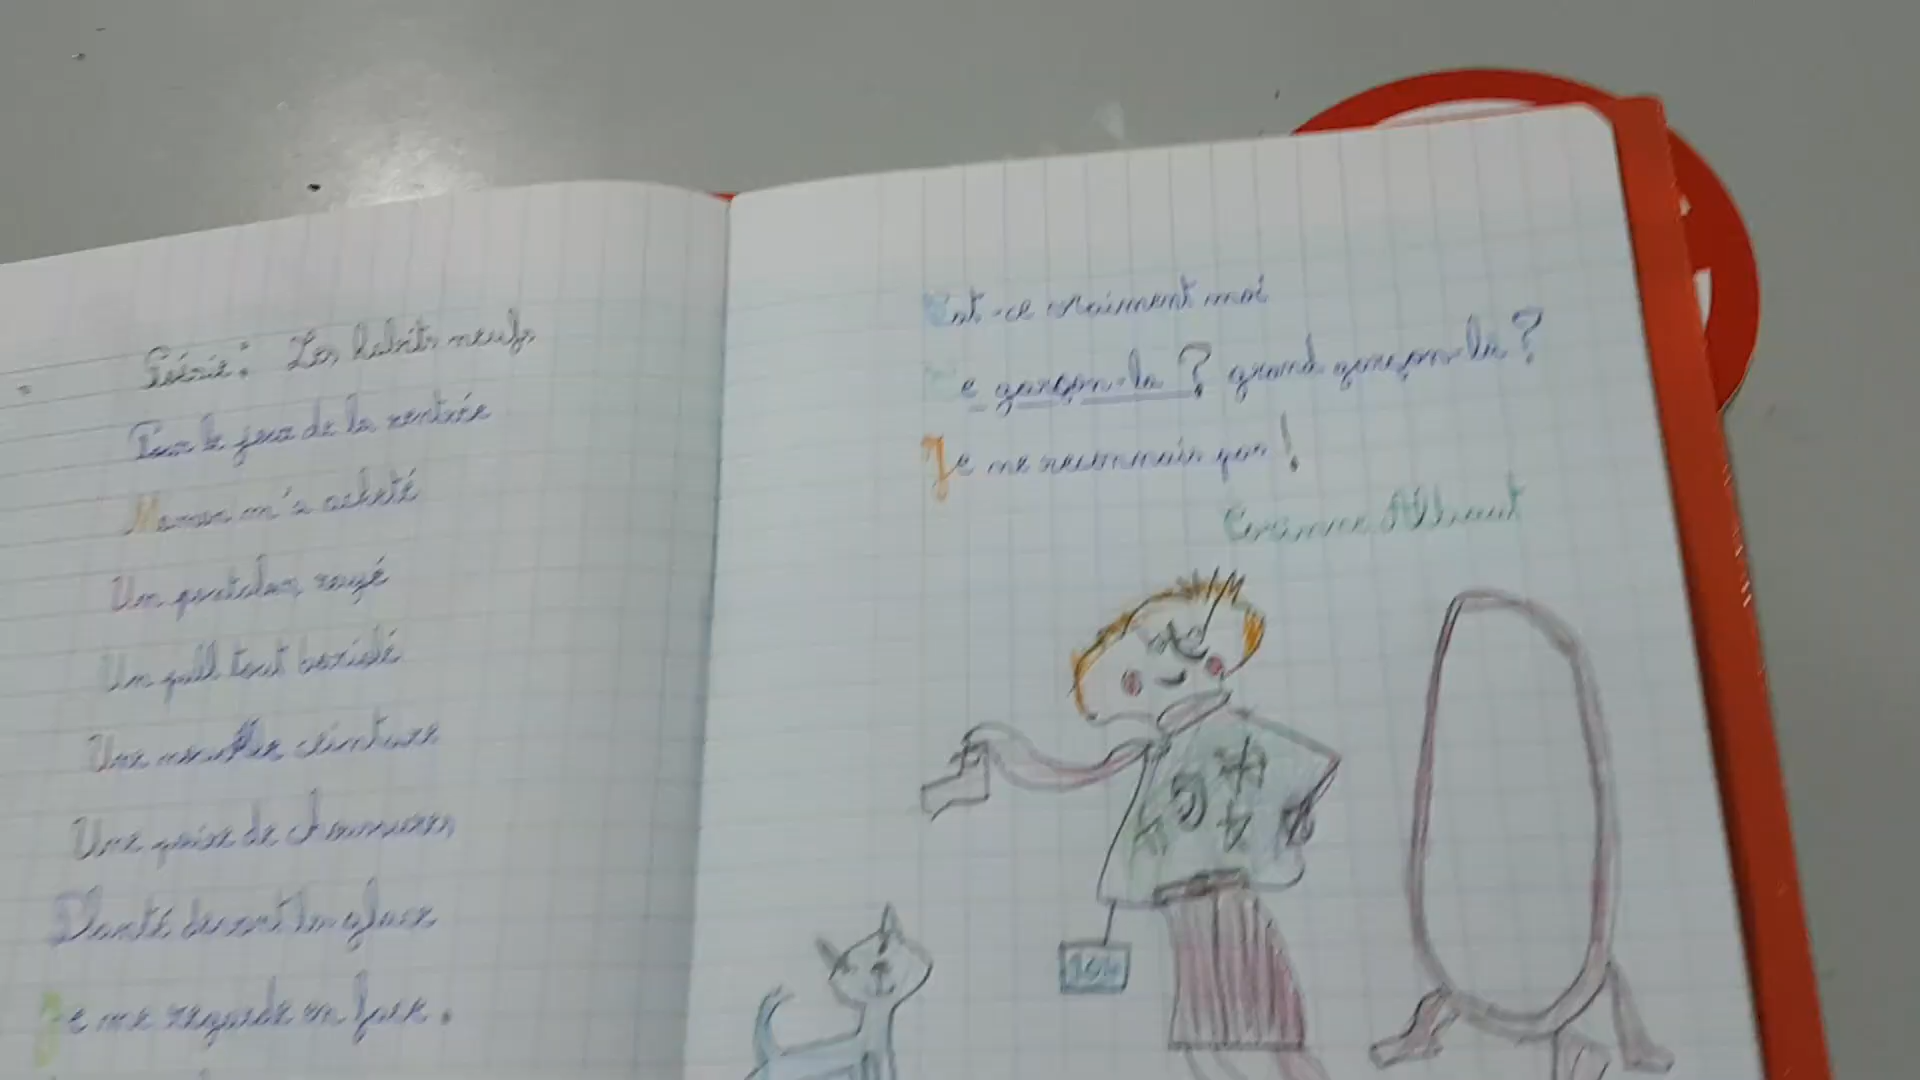 Poésie : Les habits neufs
Pour le jour de la rentrée
Maman m'a acheté
Un pantalon rayé
Un pull tout bariolé
Une nouvelle ceinture
Une paire de chaussures
Planté devant la glace
Je me regarde en face.
Est-ce vraiment moi
Ce garçon-là ? grand garçon-là ?
Je me reconnais pas !
Corinne Albaut